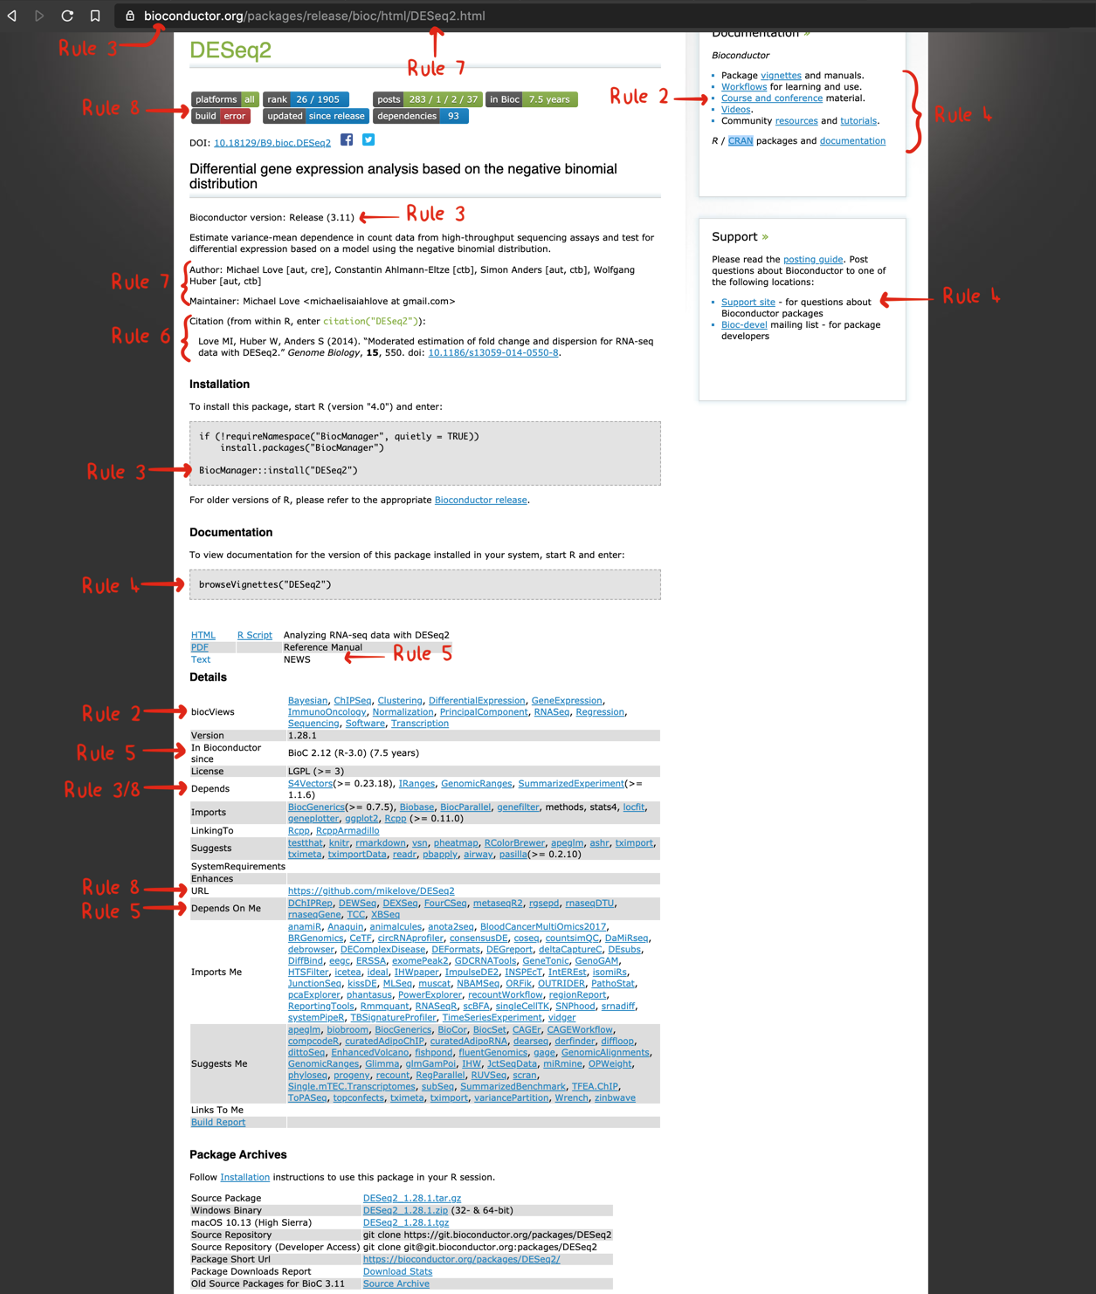 bioconductor.org/packages/release/bioc/html/DESeq2.html
Rule 3
Rule 7
DESeq2
Rule 8
platforms all rank 26 / 1905 posts 283 / 1 / 2 / 37 in Bioc 7.5 years
build error updated since release dependencies 93
DOI: 10.18129/B9.bioc.DESeq2
Differential gene expression analysis based on the negative binomial
distribution
Bioconductor version: Release (3.11)
Rule 3
Estimate variance-mean dependence in count data from high-throughput sequencing assays and test for
differential expression based on a model using the negative binomial distribution.
Rule 7
Author: Michael Love [aut, cre], Constantin Ahlmann-Eltze [ctb], Simon Anders [aut, ctb], Wolfgang
Huber [aut, ctb]
Maintainer: Michael Love <michaelisaiahlove at gmail.com>
Rule 6
Citation (from within R, enter citation("DESeq2")):
Love MI, Huber W, Anders S (2014). “Moderated estimation of fold change and dispersion for RNA-seq
data with DESeq2.” Genome Biology, 15, 550. doi: 10.1186/s13059-014-0550-8.
Installation
To install this package, start R (version "4.0") and enter:
if (!requireNamespace("BiocManager", quietly = TRUE))
install.packages("BiocManager")
Rule 3
BiocManager::install("DESeq2")
For older versions of R, please refer to the appropriate Bioconductor release.
Documentation
To view documentation for the version of this package installed in your system, start R and enter:
Rule 4
browseVignettes("DESeq2")
HTML R Script Analyzing RNA-seq data with DESeq2
PDF Reference Manual
Text NEWS
Rule 5
Details
Rule 2
biocViews
Bayesian, ChIPSeq, Clustering, DifferentialExpression, GeneExpression,
ImmunoOncology, Normalization, PrincipalComponent, RNASeq, Regression,
Sequencing, Software, Transcription
Version 1.28.1
Rule 5
In Bioconductor
since
BioC 2.12 (R-3.0) (7.5 years)
License LGPL (>= 3)
Rule 3/8
Depends
S4Vectors(>= 0.23.18), IRanges, GenomicRanges, SummarizedExperiment(>=
1.1.6)
Imports
BiocGenerics(>= 0.7.5), Biobase, BiocParallel, genefilter, methods, stats4, locfit,
geneplotter, ggplot2, Rcpp (>= 0.11.0)
LinkingTo Rcpp, RcppArmadillo
Suggests
testthat, knitr, rmarkdown, vsn, pheatmap, RColorBrewer, apeglm, ashr, tximport,
tximeta, tximportData, readr, pbapply, airway, pasilla(>= 0.2.10)
SystemRequirements
Enhances
Rule 8
URL https://github.com/mikelove/DESeq2
Rule 5
Depends On Me
DChIPRep, DEWSeq, DEXSeq, FourCSeq, metaseqR2, rgsepd, rnaseqDTU,
rnaseqGene, TCC, XBSeq
Imports Me
anamiR, Anaquin, animalcules, anota2seq, BloodCancerMultiOmics2017,
BRGenomics, CeTF, circRNAprofiler, consensusDE, coseq, countsimQC, DaMiRseq,
debrowser, DEComplexDisease, DEFormats, DEGreport, deltaCaptureC, DEsubs,
DiffBind, eegc, ERSSA, exomePeak2, GDCRNATools, GeneTonic, GenoGAM,
HTSFilter, icetea, ideal, IHWpaper, ImpulseDE2, INSPEcT, IntEREst, isomiRs,
JunctionSeq, kissDE, MLSeq, muscat, NBAMSeq, ORFik, OUTRIDER, PathoStat,
pcaExplorer, phantasus, PowerExplorer, recountWorkflow, regionReport,
ReportingTools, Rmmquant, RNASeqR, scBFA, singleCellTK, SNPhood, srnadiff,
systemPipeR, TBSignatureProfiler, TimeSeriesExperiment, vidger
Suggests Me
apeglm, biobroom, BiocGenerics, BioCor, BiocSet, CAGEr, CAGEWorkflow,
compcodeR, curatedAdipoChIP, curatedAdipoRNA, dearseq, derfinder, diffloop,
dittoSeq, EnhancedVolcano, fishpond, fluentGenomics, gage, GenomicAlignments,
GenomicRanges, Glimma, glmGamPoi, IHW, JctSeqData, miRmine, OPWeight,
phyloseq, progeny, recount, RegParallel, RUVSeq, scran,
Single.mTEC.Transcriptomes, subSeq, SummarizedBenchmark, TFEA.ChIP,
ToPASeq, topconfects, tximeta, tximport, variancePartition, Wrench, zinbwave
Links To Me
Build Report
Package Archives
Follow Installation instructions to use this package in your R session.
Source Package DESeq2_1.28.1.tar.gz
Windows Binary DESeq2_1.28.1.zip (32- & 64-bit)
macOS 10.13 (High Sierra) DESeq2_1.28.1.tgz
Source Repository git clone https://git.bioconductor.org/packages/DESeq2
Source Repository (Developer Access) git clone git@git.bioconductor.org:packages/DESeq2
Package Short Url https://bioconductor.org/packages/DESeq2/
Package Downloads Report Download Stats
Old Source Packages for BioC 3.11 Source Archive
Documentation »
Bioconductor
Package vignettes and manuals.
Workflows for learning and use.
Rule 2
Course and conference material.
Videos.
Community resources and tutorials.
Rule 4
R / CRAN packages and documentation
Support »
Please read the posting guide. Post
questions about Bioconductor to one of
the following locations:
Support site - for questions about
Bioconductor packages
Rule 4
Bioc-devel mailing list - for package
developers